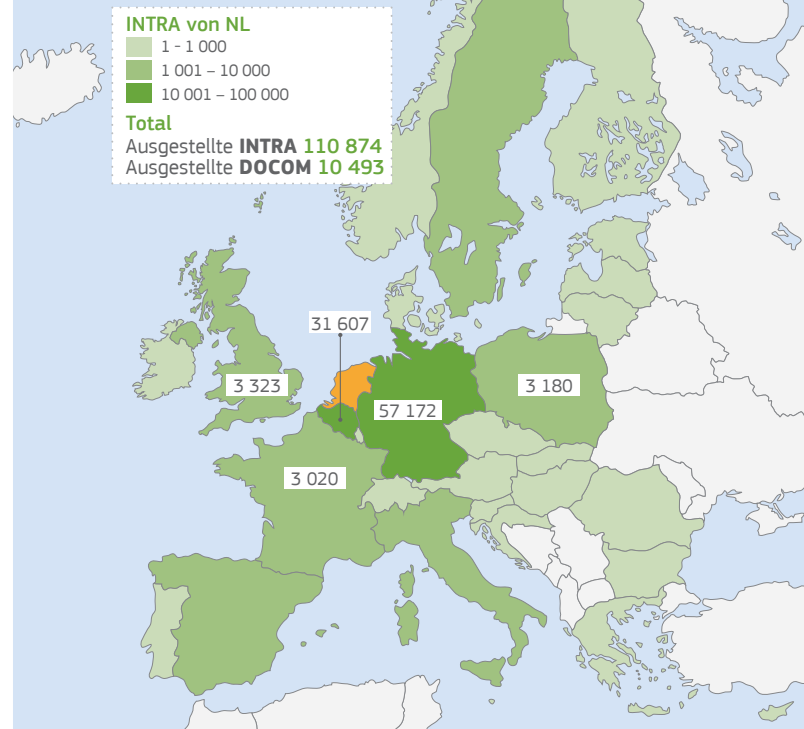 INTRA von NL
1 - 1 000
1 001 – 10 000
10 001 – 100 000
Total
Ausgestellte INTRA 110 874
Ausgestellte DOCOM 10 493
31 607
3 323
57 172
3 180
3 020